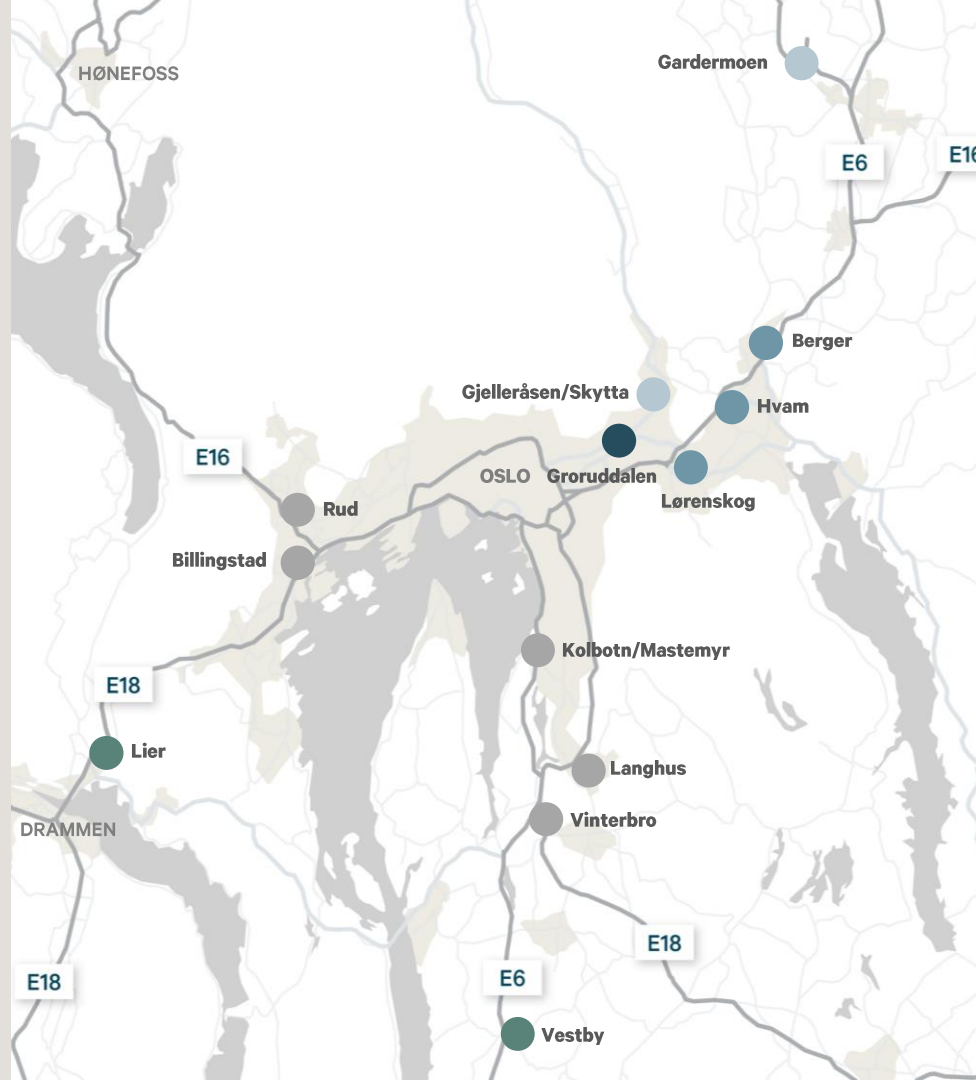 Gardermoen
HØNEFOSS
E6
E16
Berger
Gjelleråsen/Skytta
Hvam
E16
OSLO
Groruddalen
Lørenskog
Rud
Billingstad
Kolbotn/Mastemyr
E18
Lier
Langhus
Vinterbro
DRAMMEN
E18
E6
E18
Vestby